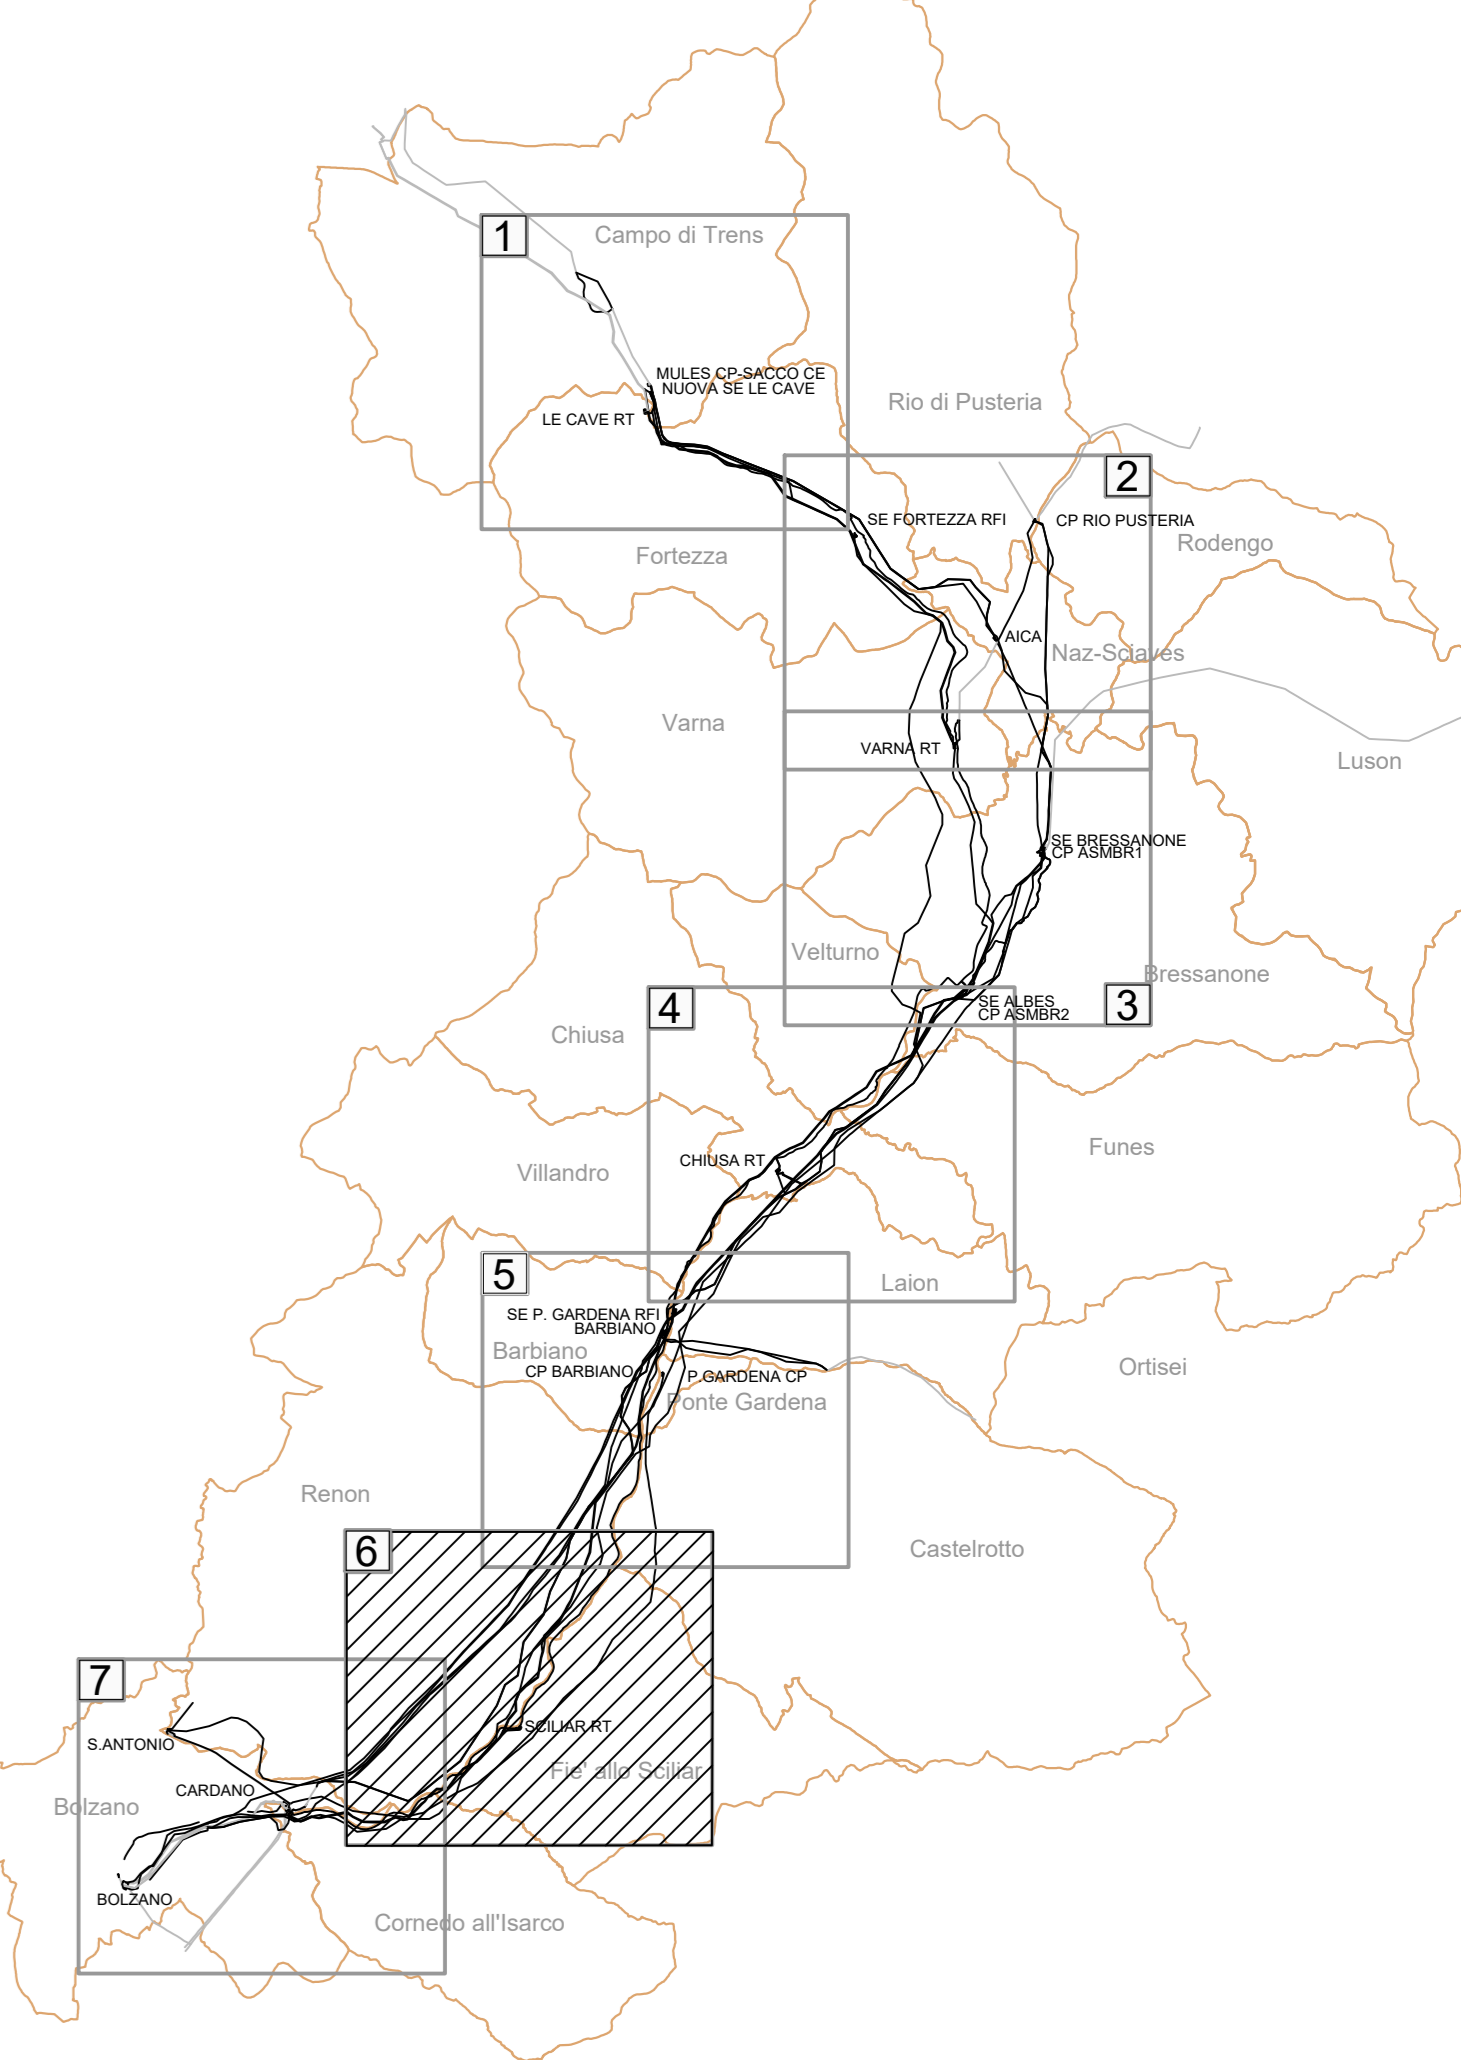 1
Campo di Trens
MULES CP-SACCO CE
NUOVA SE LE CAVE
Rio di Pusteria
LE CAVE RT
2
SE FORTEZZA RFI
CP RIO PUSTERIA
Rodengo
Fortezza
AICA
Naz-Sciaves
Varna
VARNA RT
Luson
SE BRESSANONE
CP ASMBR1
Velturno
Bressanone
4
SE ALBES
CP ASMBR2
3
Chiusa
Funes
CHIUSA RT
Villandro
5
Laion
SE P. GARDENA RFI
BARBIANO
Barbiano
CP BARBIANO
P.GARDENA CP
Ortisei
Ponte Gardena
Renon
6
Castelrotto
7
SCILIAR RT
S.ANTONIO
Fie' allo Sciliar
CARDANO
Bolzano
BOLZANO
Cornedo all'Isarco